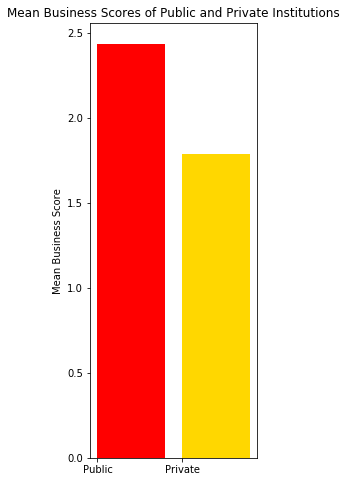 Mean Business Scores of Public and Private Institutions
2.5
2.0
1.5
1.0
0.5
0.0
Mean Business Score
Public Private